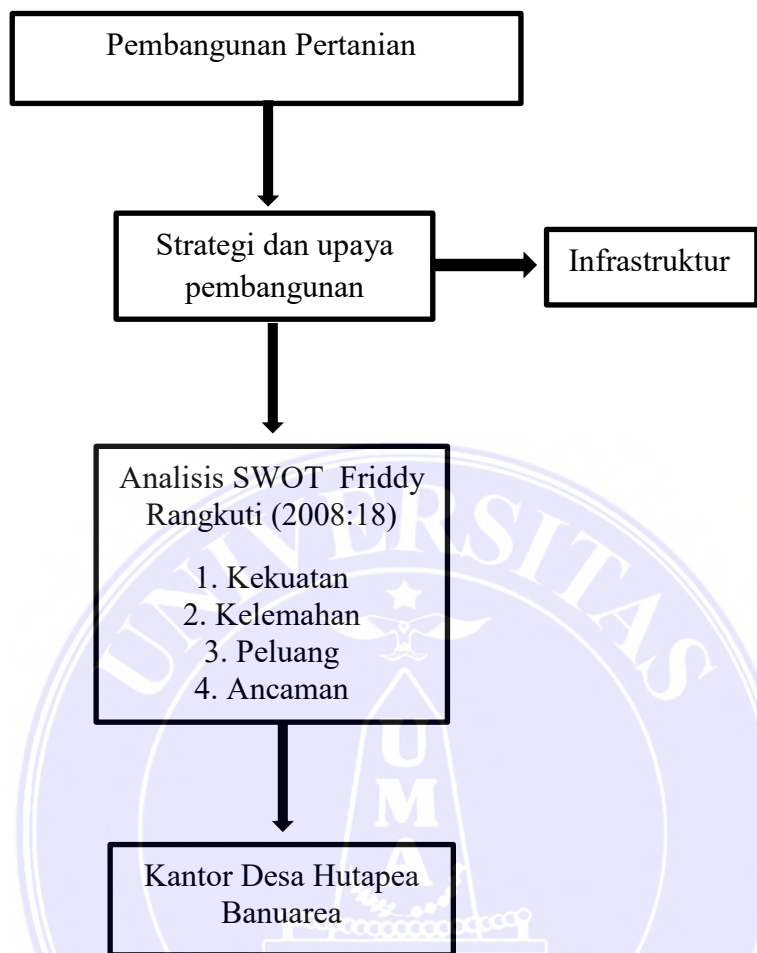 Pembangunan Pertanian
Strategi dan upaya
pembangunan
Infrastruktur
Analisis SWOT  Friddy
Rangkuti (2008:18)
1. Kekuatan
2. Kelemahan
3. Peluang
4. Ancaman
Kantor Desa Hutapea
Banuarea
UNIVERSITAS
U
M
A